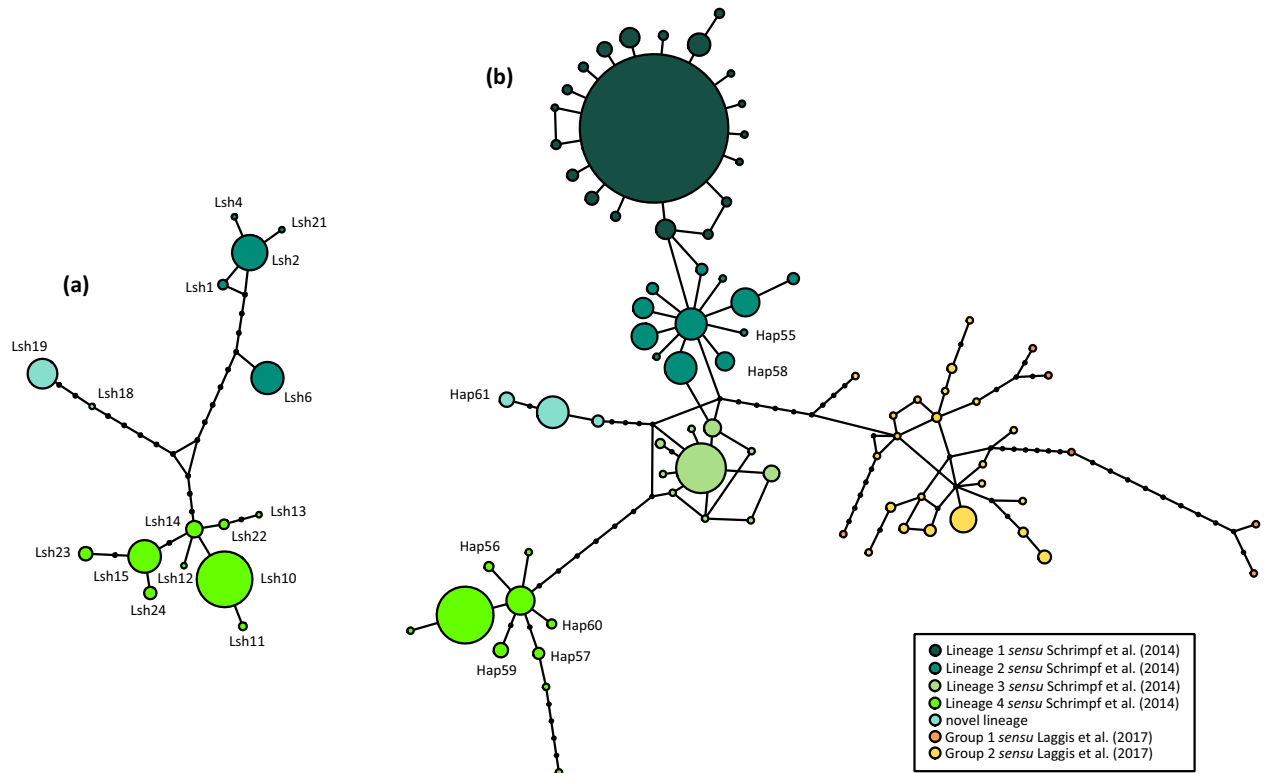 (a)
Lsh4
Lsh21
Lsh2
Lsh1
Lsh19
Lsh18
Lsh6
Lsh14
Lsh13
Lsh22
Lsh23
Lsh15
Lsh12
Lsh10
Lsh24
Lsh11
(b)
Hap55
Hap58
Hap61
Hap56
Hap60
Hap59
Hap57
Lineage 1 sensu Schrimpf et al. (2014)
Lineage 2 sensu Schrimpf et al. (2014)
Lineage 3 sensu Schrimpf et al. (2014)
Lineage 4 sensu Schrimpf et al. (2014)
novel lineage
Group 1 sensu Laggis et al. (2017)
Group 2 sensu Laggis et al. (2017)